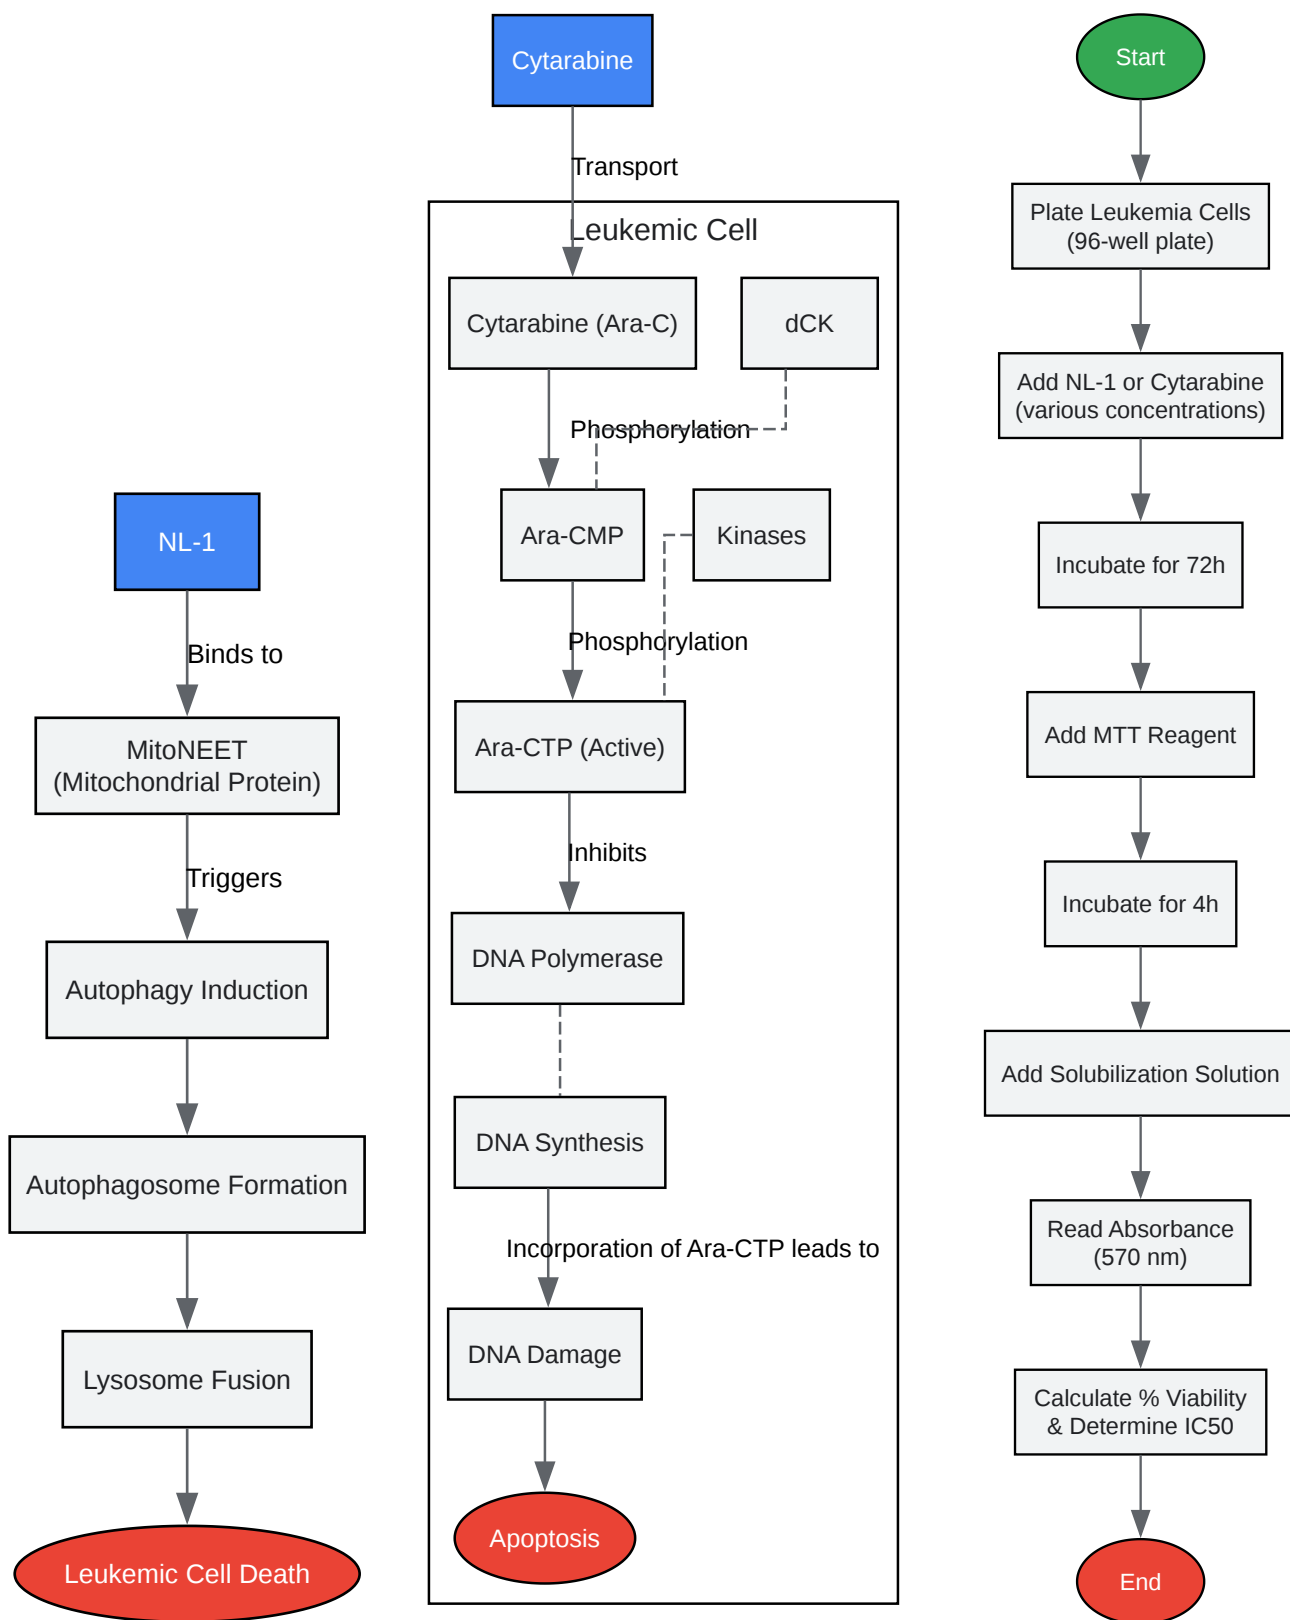 NL-1
Binds to
MitoNEET
(Mitochondrial Protein)
Triggers
Autophagy Induction
Autophagosome Formation
Lysosome Fusion
Leukemic Cell Death
Cytarabine
Transport
Leukemic Cell
Cytarabine (Ara-C)
dCK
Phosphorylation
Ara-CMP
Kinases
Phosphorylation
Ara-CTP (Active)
Inhibits
DNA Polymerase
DNA Synthesis
Incorporation of Ara-CTP leads to
DNA Damage
Apoptosis
Start
Plate Leukemia Cells
(96-well plate)
Add NL-1 or Cytarabine
(various concentrations)
Incubate for 72h
Add MTT Reagent
Incubate for 4h
Add Solubilization Solution
Read Absorbance
(570 nm)
Calculate % Viability
& Determine IC50
End